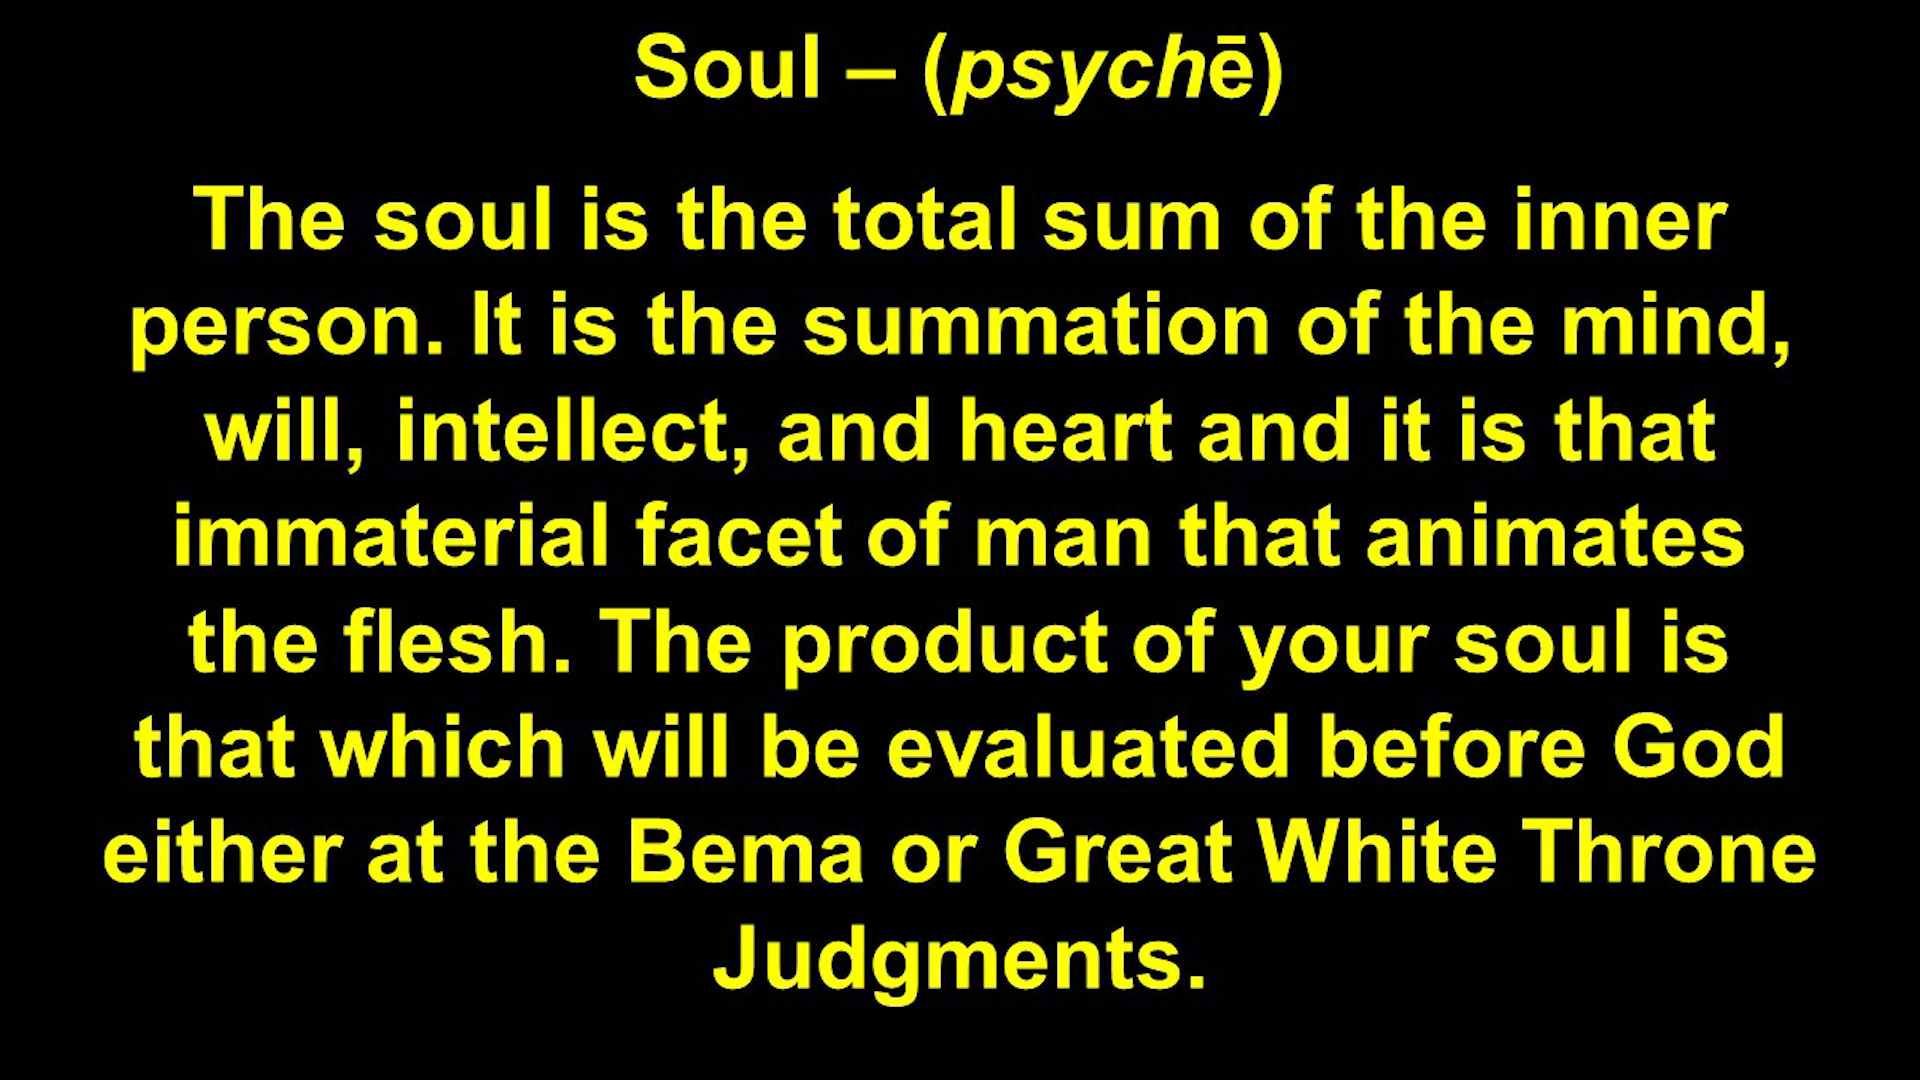 Soul – (psychē)
The soul is the total sum of the inner
person. It is the summation of the mind,
will, intellect, and heart and it is that
immaterial facet of man that animates
the flesh. The product of your soul is
that which will be evaluated before God
either at the Bema or Great White Throne
Judgments.